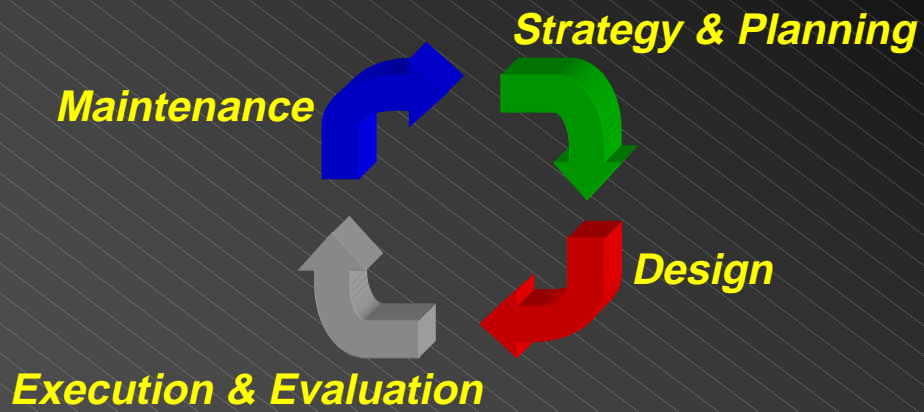 Strategy & Planning
Maintenance
Design
Execution & Evaluation